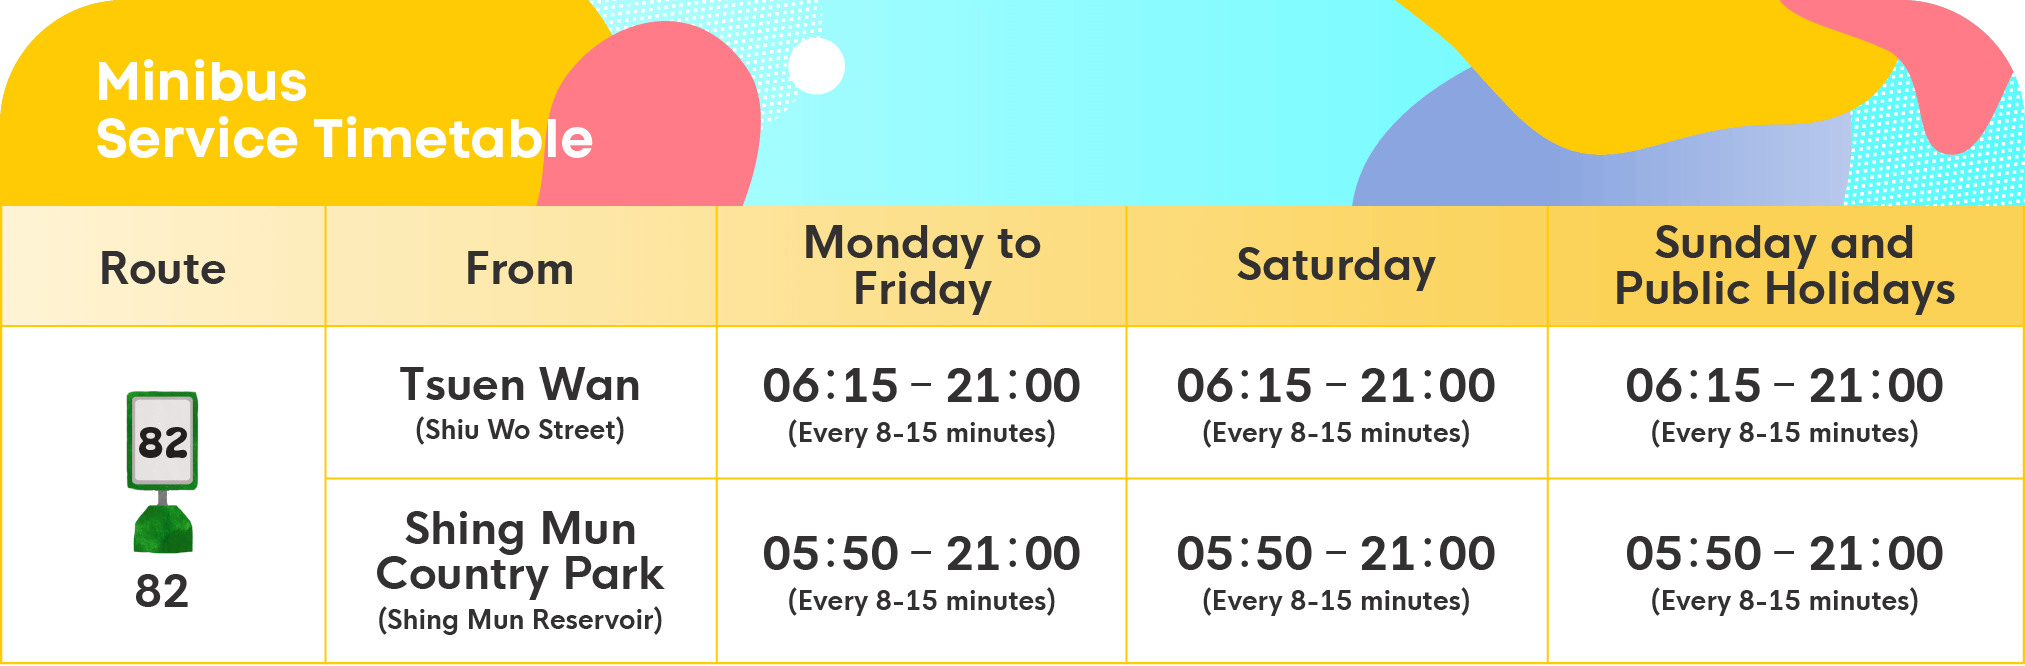 Minibus
Service Timetable
Route
From
Monday to
Friday
Saturday
Sunday and
Public Holidays
82
82
Tsuen Wan
(Shiu Wo Street)
06:15 – 21:00
(Every 8-15 minutes)
06:15 – 21:00
(Every 8-15 minutes)
06:15 – 21:00
(Every 8-15 minutes)
Shing Mun
Country Park
(Shing Mun Reservoir)
05:50 – 21:00
(Every 8-15 minutes)
05:50 – 21:00
(Every 8-15 minutes)
05:50 – 21:00
(Every 8-15 minutes)